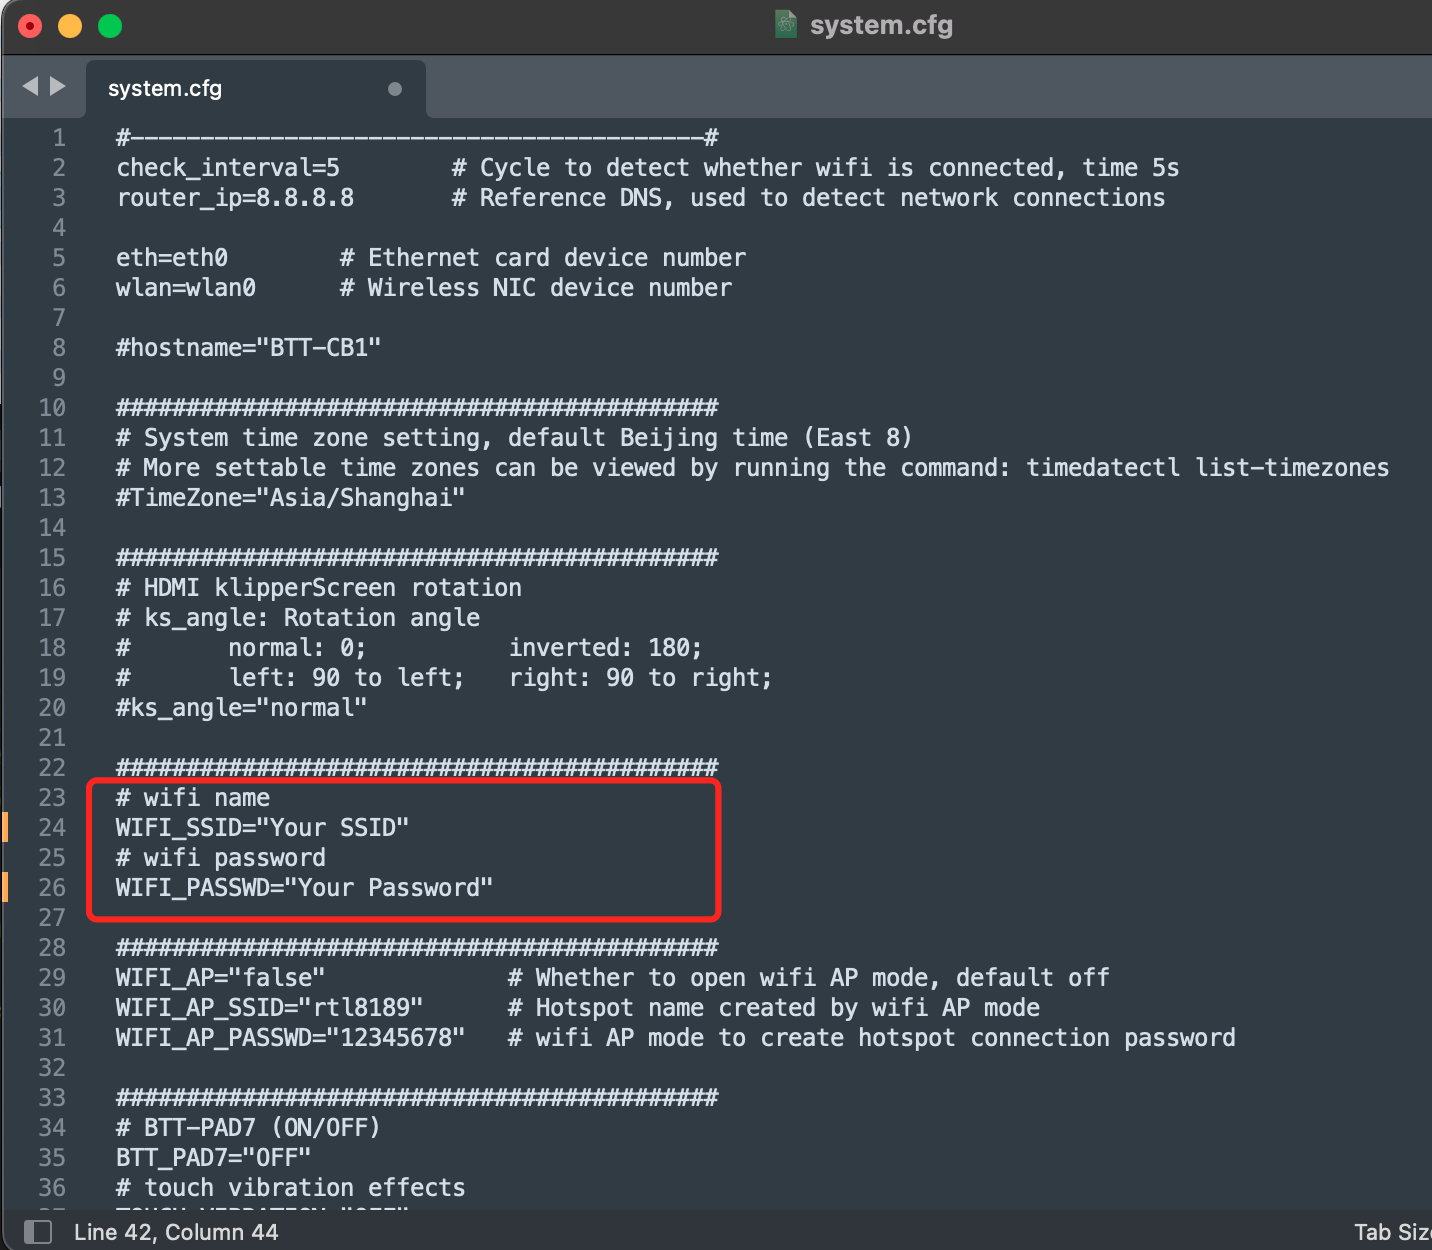 system.cfg
system.cfg
1 #-----------------------------------------#
2 check_interval=5 # Cycle to detect whether wifi is connected, time 5s
3 router_ip=8.8.8.8 # Reference DNS, used to detect network connections
4
5 eth=eth0 # Ethernet card device number
6 wlan=wlan0 # Wireless NIC device number
7
8 #hostname="BTT-CB1"
9
10 ###########################################
11 # System time zone setting, default Beijing time (East 8)
12 # More settable time zones can be viewed by running the command: timedatectl list-timezones
13 #TimeZone="Asia/Shanghai"
14
15 ###########################################
16 # HDMI klipperScreen rotation
17 # ks_angle: Rotation angle
18 # normal: 0; inverted: 180;
19 # left: 90 to left; right: 90 to right;
20 #ks_angle="normal"
21
22 ###########################################
23 # wifi name
24 WIFI_SSID="Your SSID"
25 # wifi password
26 WIFI_PASSWD="Your Password"
27
28 ###########################################
29 WIFI_AP="false" # Whether to open wifi AP mode, default off
30 WIFI_AP_SSID="rtl8189" # Hotspot name created by wifi AP mode
31 WIFI_AP_PASSWD="12345678" # wifi AP mode to create hotspot connection password
32
33 ###########################################
34 # BTT-PAD7 (ON/OFF)
35 BTT_PAD7="OFF"
36 # touch vibration effects
Line 42, Column 44
Tab